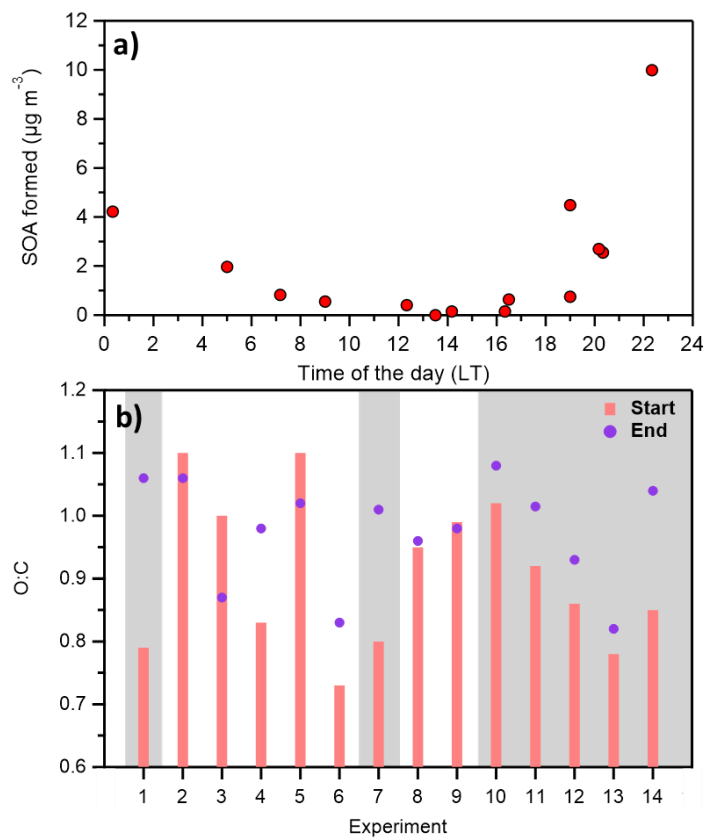 a)
SOA formed (µg m⁻³)
12
10
8
6
4
2
0
0 2 4 6 8 10 12 14 16 18 20 22 24
Time of the day (LT)
b)
Start
End
O:C
1.2
1.1
1.0
0.9
0.8
0.7
0.6
1 2 3 4 5 6 7 8 9 10 11 12 13 14
Experiment